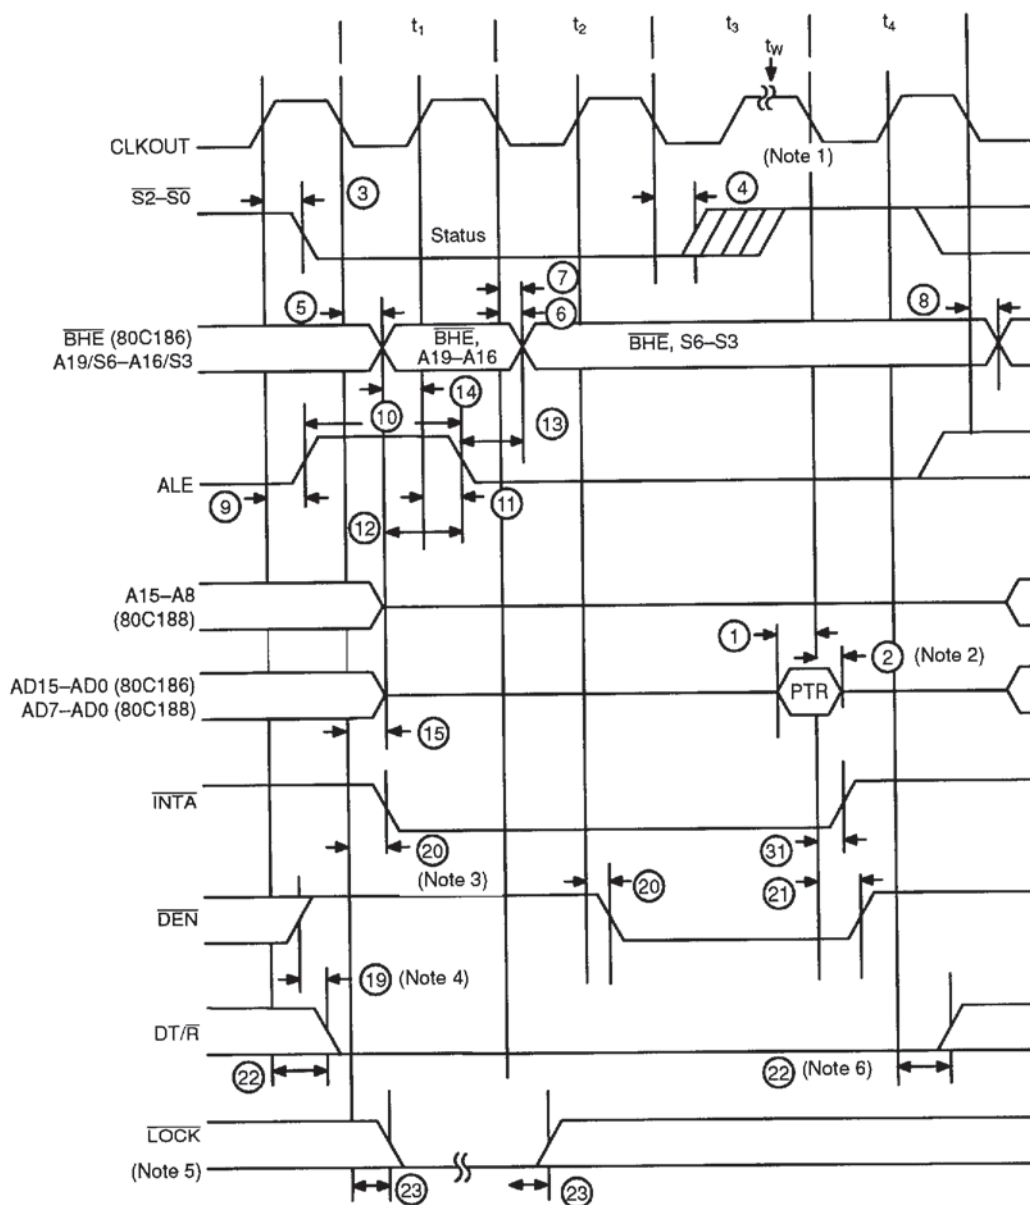 t1 t2 t3 t4
tW
CLKOUT
(Note 1)
S2–S0
3
4
Status
7
5
6
8
BHE (80C186)
A19/S6–A16/S3
BHE,
A19–A16
BHE, S6–S3
14
10
13
ALE
9
11
12
A15–A8
(80C188)
1
2 (Note 2)
AD15–AD0 (80C186)
AD7–AD0 (80C188)
PTR
15
INTA
20
31
(Note 3)
20
21
DEN
19 (Note 4)
DT/R
22
22 (Note 6)
LOCK
(Note 5)
23
23